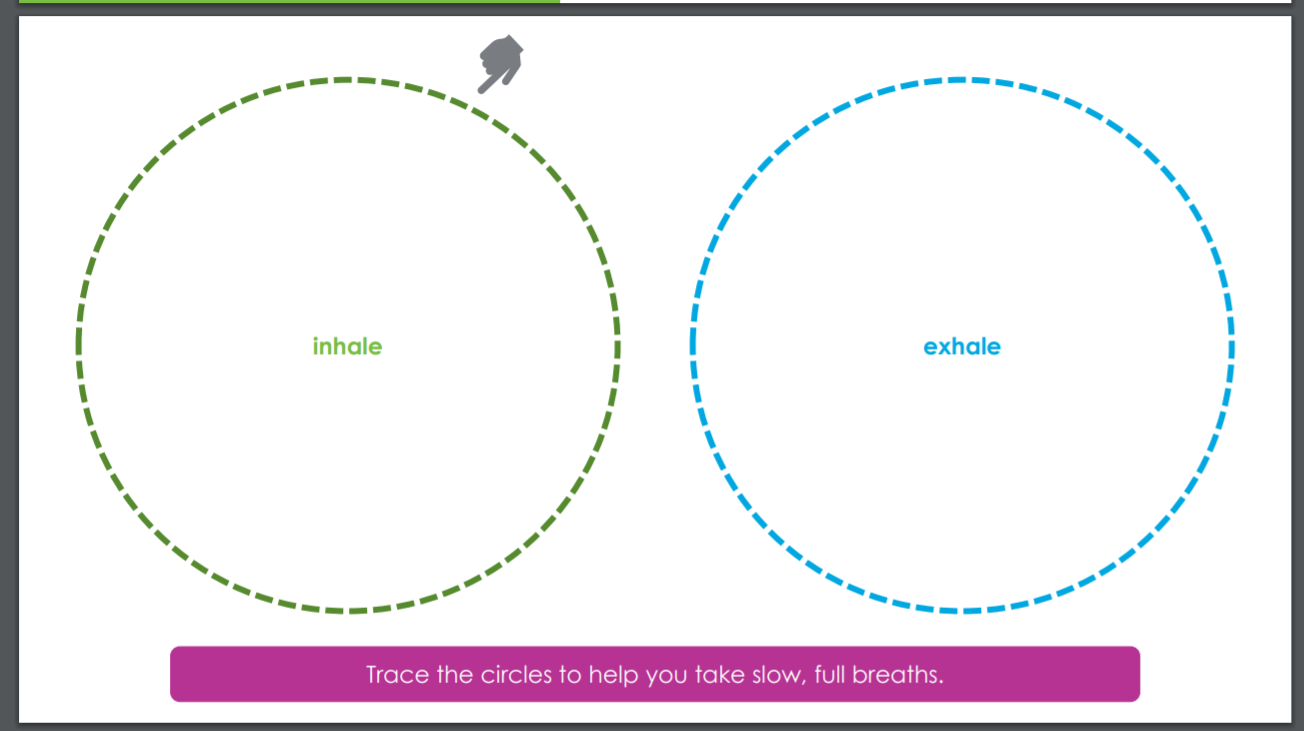 inhale
exhale
Trace the circles to help you take slow, full breaths.